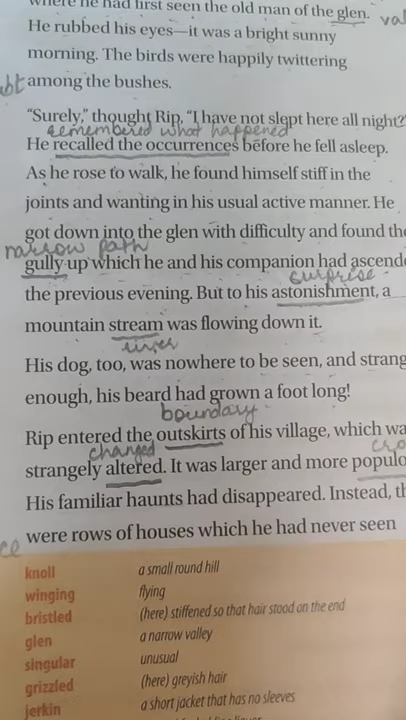 where he had first seen the old man of the glen. val
He rubbed his eyes—it was a bright sunny
morning. The birds were happily twittering
bt among the bushes.
"Surely," thought Rip, "I have not slept here all night?"
remembered what happened
He recalled the occurrences before he fell asleep.
As he rose to walk, he found himself stiff in the
joints and wanting in his usual active manner. He
got down into the glen with difficulty and found the
narrow path
gully up which he and his companion had ascend
surprise
the previous evening. But to his astonishment, a
mountain stream was flowing down it.
river
His dog, too, was nowhere to be seen, and strang
enough, his beard had grown a foot long!
boundary
Rip entered the outskirts of his village, which wa
changed cro
strangely altered. It was larger and more populo
His familiar haunts had disappeared. Instead, th
ce were rows of houses which he had never seen
knoll a small round hill
winging flying
bristled (here) stiffened so that hair stood on the end
glen a narrow valley
singular unusual
grizzled (here) greyish hair
jerkin a short jacket that has no sleeves